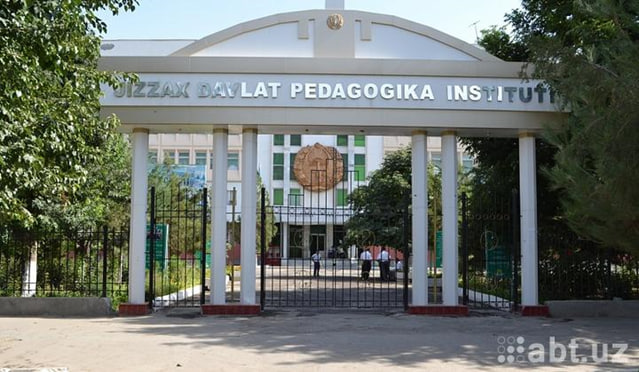 JIZZAX DAVLAT PEDAGOGIKA INSTITUTI
abt.uz